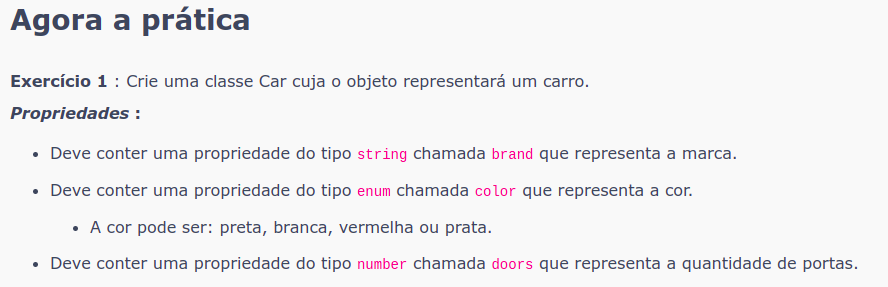 Agora a prática
Exercício 1 : Crie uma classe Car cuja o objeto representará um carro.
Propriedades :
• Deve conter uma propriedade do tipo string chamada brand que representa a marca.
• Deve conter uma propriedade do tipo enum chamada color que representa a cor.
• A cor pode ser: preta, branca, vermelha ou prata.
• Deve conter uma propriedade do tipo number chamada doors que representa a quantidade de portas.